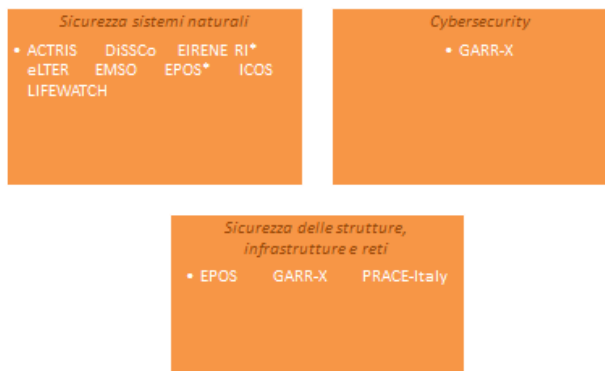 Sicurezza sistemi naturali
• ACTRIS DiSSCo EIRENE RI*
eLTER EMSO EPOS* ICOS
LIFEWATCH
Cybersecurity
• GARR-X
Sicurezza delle strutture,
infrastrutture e reti
• EPOS GARR-X PRACE-Italy